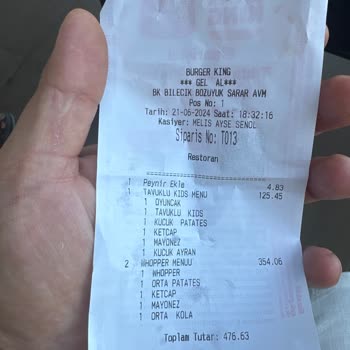 BURGER KING
*** GEL AL***
BK BILECIK BOZUYUK SARAR AVM
Pos No: 1
Tarih: 21-06-2024 Saat: 18:32:16
Kasiyer: MELIS AYSE SENOL
Siparis No: T013
Restoran
1 Peynir Ekle 4.83
1 TAVUKLU KIDS MENU 125.45
1 OYUNCAK
1 TAVUKLU KIDS
1 KUCUK PATATES
1 KETCAP
1 MAYONEZ
1 KUCUK AYRAN
2 WHOPPER MENUU 354.06
1 WHOPPER
1 ORTA PATATES
1 KETCAP
1 MAYONEZ
1 ORTA KOLA
Toplam Tutar: 476.63